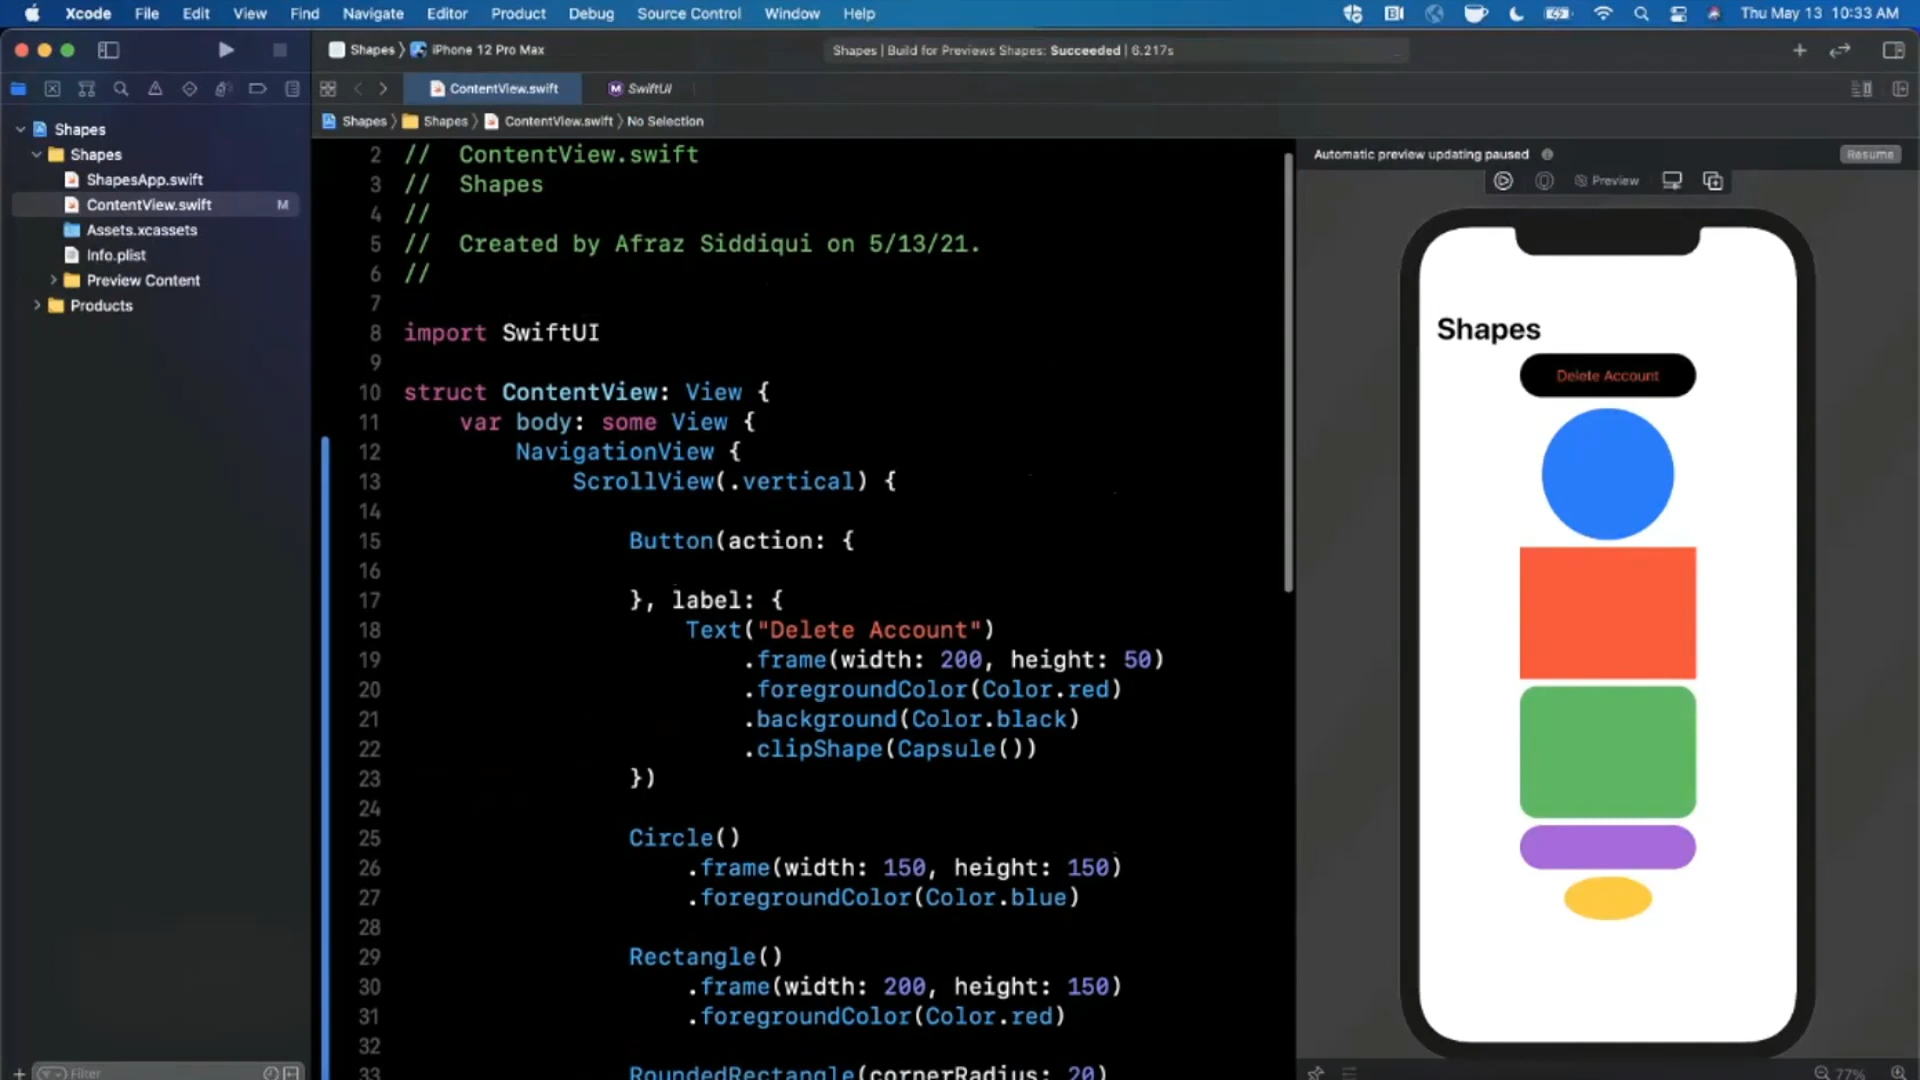 Xcode File Edit View Find Navigate Editor Product Debug Source Control Window Help Thu May 13 10:33 AM
Shapes ⟩ iPhone 12 Pro Max
Shapes | Build for Previews Shapes: Succeeded | 6.217s
ContentView.swift
SwiftUI
Shapes ⟩ Shapes ⟩ ContentView.swift ⟩ No Selection
Shapes
Shapes
ShapesApp.swift
ContentView.swift M
Assets.xcassets
Info.plist
Preview Content
Products
Filter
2 //  ContentView.swift
3 //  Shapes
4 //
5 //  Created by Afraz Siddiqui on 5/13/21.
6 //
7
8 import SwiftUI
9
10 struct ContentView: View {
11     var body: some View {
12         NavigationView {
13             ScrollView(.vertical) {
14
15                 Button(action: {
16
17                 }, label: {
18                     Text("Delete Account")
19                         .frame(width: 200, height: 50)
20                         .foregroundColor(Color.red)
21                         .background(Color.black)
22                         .clipShape(Capsule())
23                 })
24
25                 Circle()
26                     .frame(width: 150, height: 150)
27                     .foregroundColor(Color.blue)
28
29                 Rectangle()
30                     .frame(width: 200, height: 150)
31                     .foregroundColor(Color.red)
32
33                 RoundedRectangle(cornerRadius: 20)
Automatic preview updating paused
Resume
Preview
Shapes
Delete Account
77%